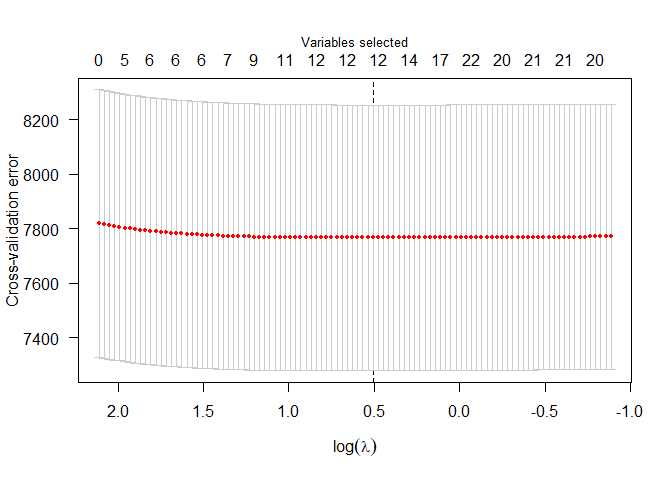 Variables selected
0 5 6 6 6 7 9 11 12 12 12 14 17 22 20 21 21 20
Cross-validation error
8200
8000
7800
7600
7400
2.0 1.5 1.0 0.5 0.0 -0.5 -1.0
log(λ)